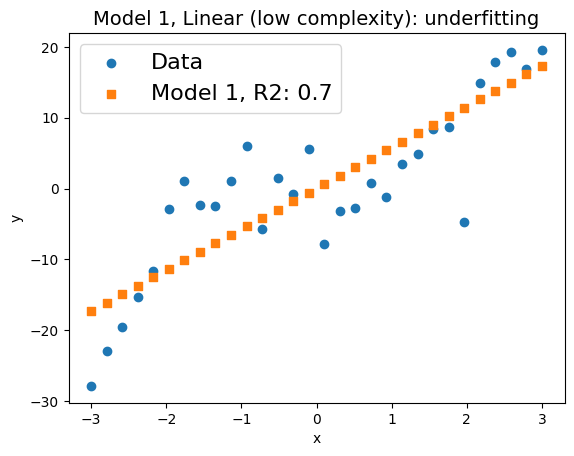 Model 1, Linear (low complexity): underfitting
Data
Model 1, R2: 0.7
20
10
0
−10
−20
−30
y
−3 −2 −1 0 1 2 3
x